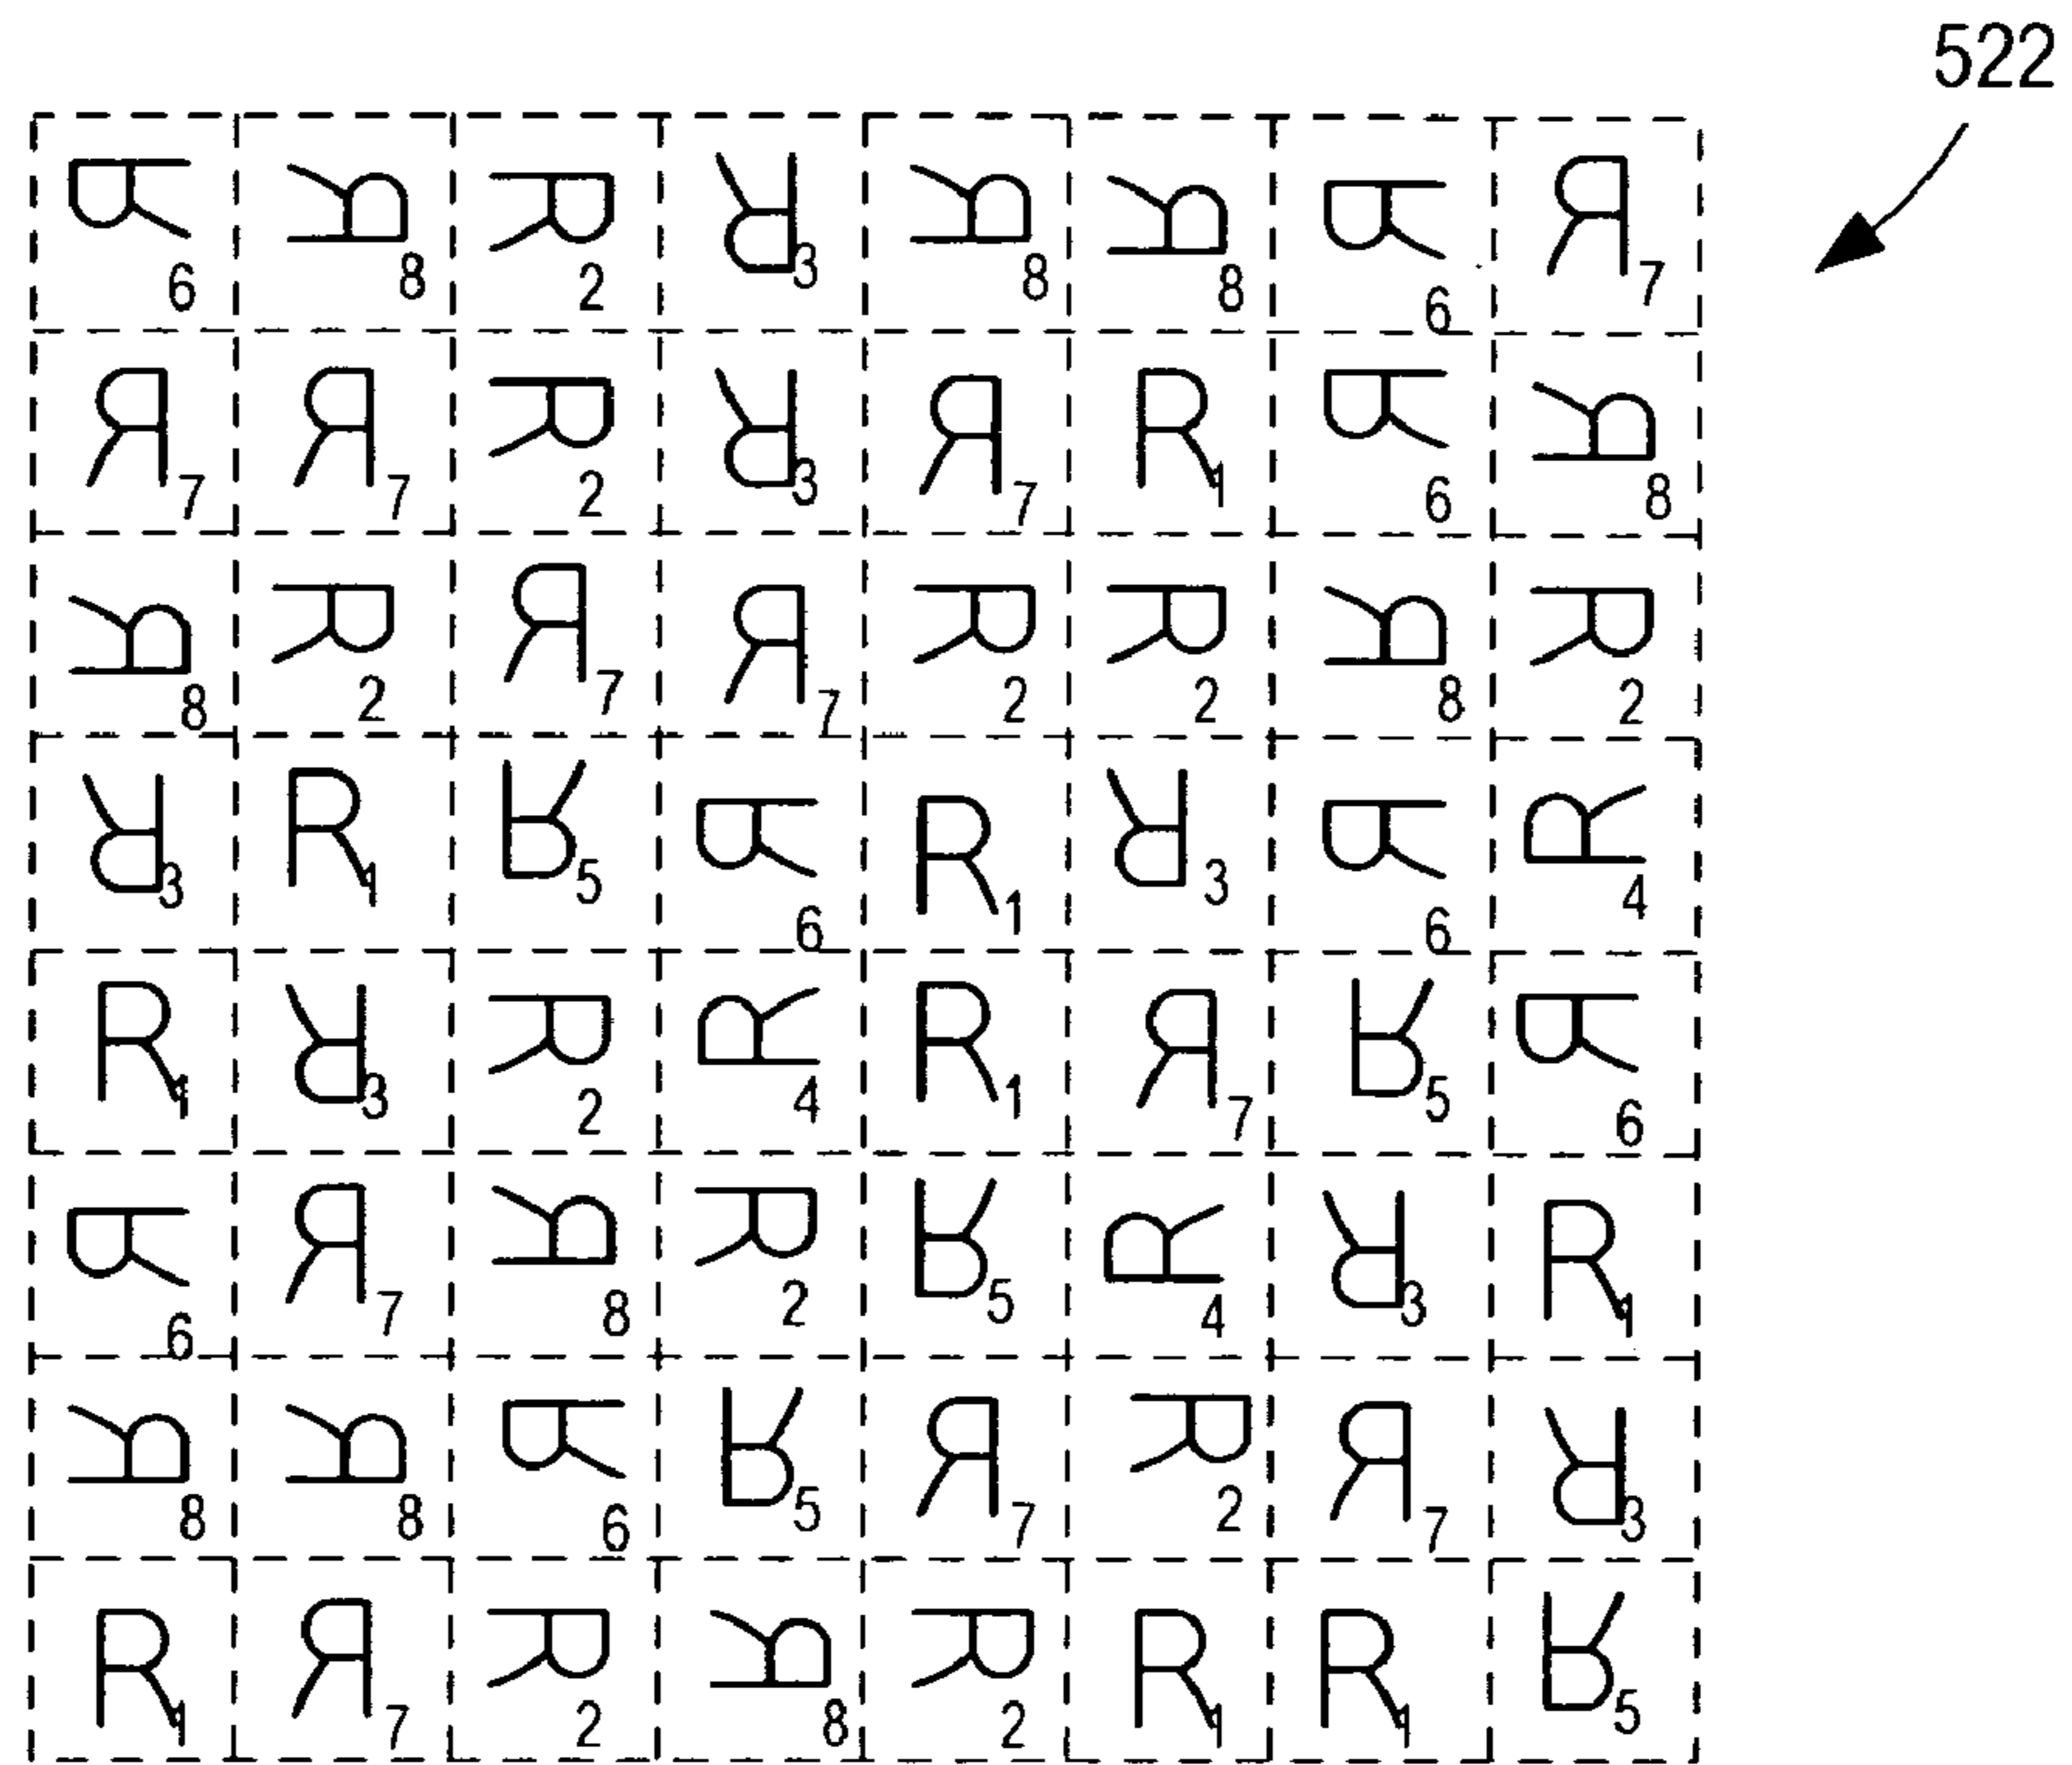 522
R6 R8 R2 R3 R8 R8 R6 R7
R7 R7 R2 R3 R7 R1 R6 R8
R8 R2 R7 R7 R2 R2 R8 R2
R3 R1 R5 R6 R1 R3 R6 R4
R1 R3 R2 R4 R1 R7 R5 R6
R6 R7 R8 R2 R5 R4 R3 R1
R8 R8 R6 R5 R7 R2 R7 R3
R1 R7 R2 R8 R2 R1 R1 R5